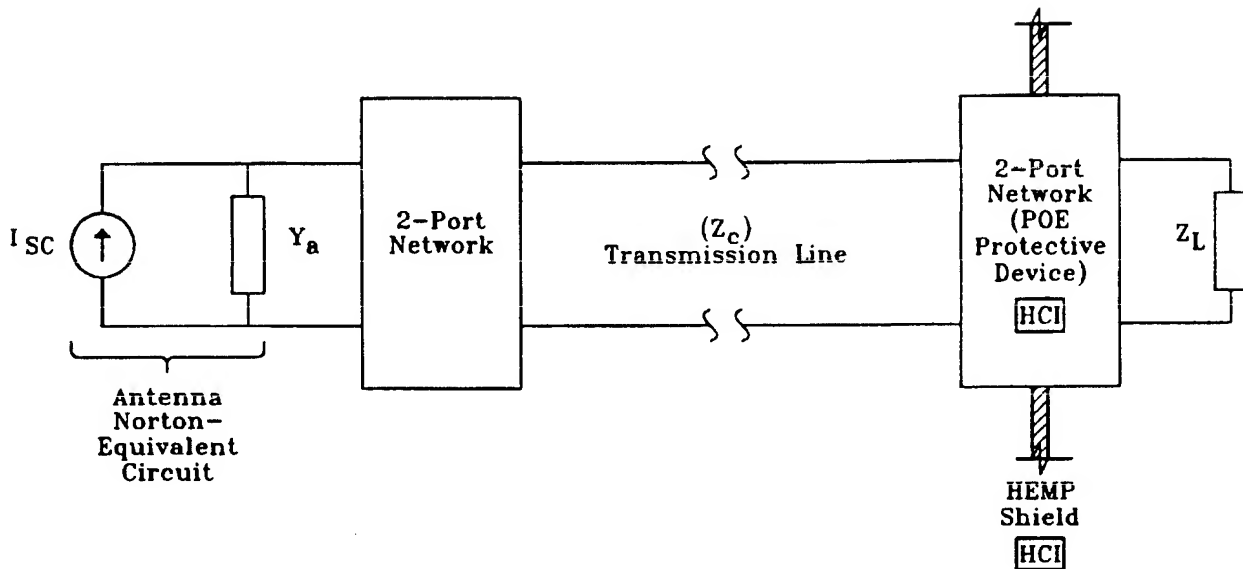 I SC
Y a
Antenna
Norton-
Equivalent
Circuit
2-Port
Network
(Z c)
Transmission Line
2-Port
Network
(POE
Protective
Device)
HCI
Z L
HEMP
Shield
HCI